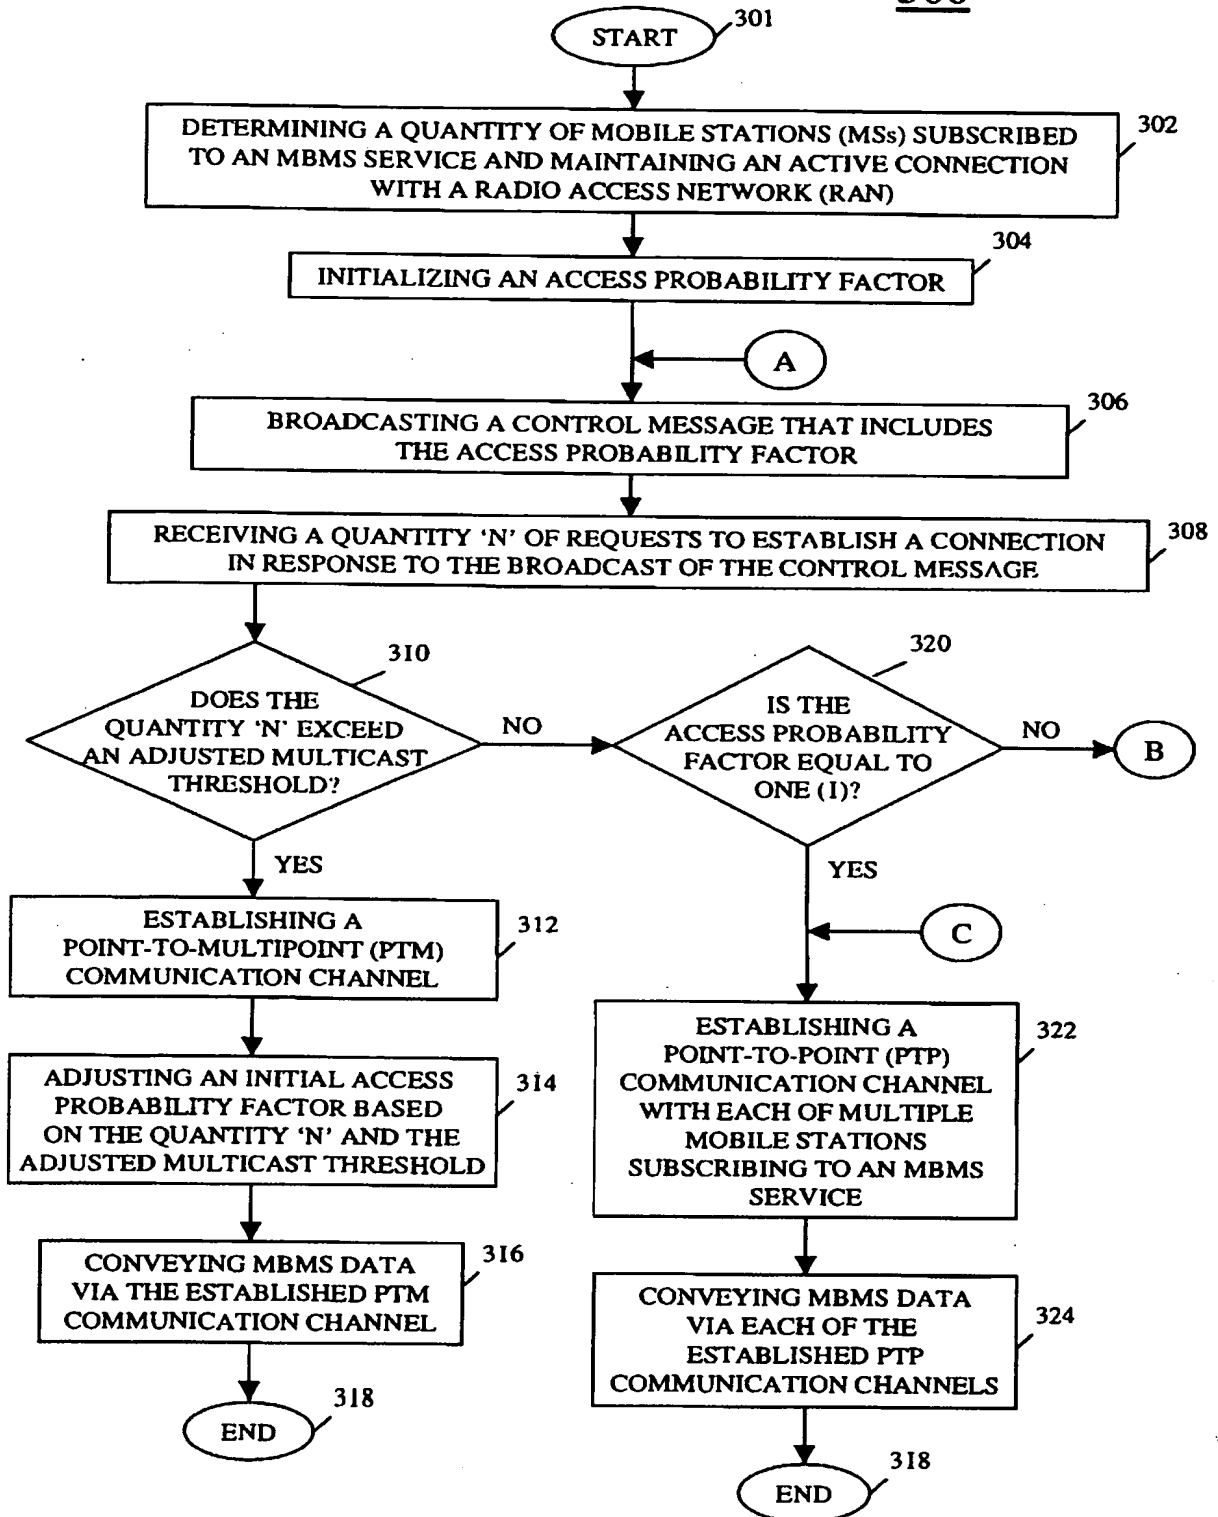 301
START
302
DETERMINING A QUANTITY OF MOBILE STATIONS (MSs) SUBSCRIBED
TO AN MBMS SERVICE AND MAINTAINING AN ACTIVE CONNECTION
WITH A RADIO ACCESS NETWORK (RAN)
304
INITIALIZING AN ACCESS PROBABILITY FACTOR
A
306
BROADCASTING A CONTROL MESSAGE THAT INCLUDES
THE ACCESS PROBABILITY FACTOR
308
RECEIVING A QUANTITY 'N' OF REQUESTS TO ESTABLISH A CONNECTION
IN RESPONSE TO THE BROADCAST OF THE CONTROL MESSAGE
310
DOES THE
QUANTITY 'N' EXCEED
AN ADJUSTED MULTICAST
THRESHOLD?
NO
320
IS THE
ACCESS PROBABILITY
FACTOR EQUAL TO
ONE (1)?
NO
B
YES
312
ESTABLISHING A
POINT-TO-MULTIPOINT (PTM)
COMMUNICATION CHANNEL
314
ADJUSTING AN INITIAL ACCESS
PROBABILITY FACTOR BASED
ON THE QUANTITY 'N' AND THE
ADJUSTED MULTICAST THRESHOLD
316
CONVEYING MBMS DATA
VIA THE ESTABLISHED PTM
COMMUNICATION CHANNEL
318
END
YES
C
322
ESTABLISHING A
POINT-TO-POINT (PTP)
COMMUNICATION CHANNEL
WITH EACH OF MULTIPLE
MOBILE STATIONS
SUBSCRIBING TO AN MBMS
SERVICE
324
CONVEYING MBMS DATA
VIA EACH OF THE
ESTABLISHED PTP
COMMUNICATION CHANNELS
318
END